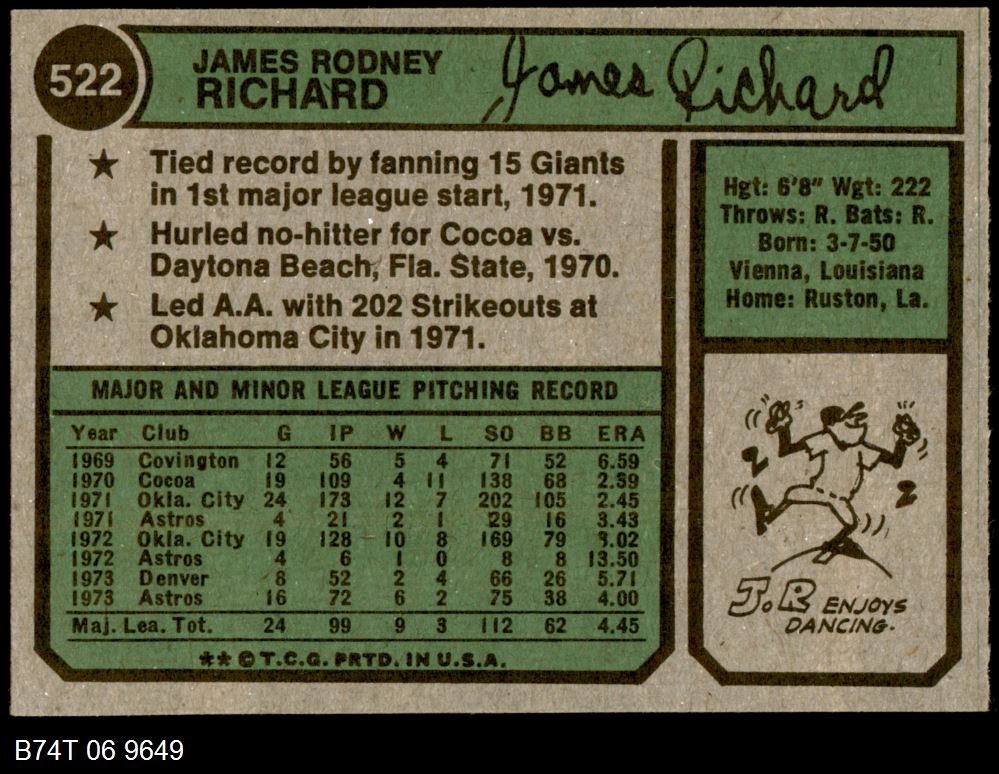 522
JAMES RODNEY
RICHARD
James Richard
★ Tied record by fanning 15 Giants
in 1st major league start, 1971.
★ Hurled no-hitter for Cocoa vs.
Daytona Beach, Fla. State, 1970.
★ Led A.A. with 202 Strikeouts at
Oklahoma City in 1971.
Hgt: 6'8" Wgt: 222
Throws: R. Bats: R.
Born: 3-7-50
Vienna, Louisiana
Home: Ruston, La.
MAJOR AND MINOR LEAGUE PITCHING RECORD
Year Club G IP W L SO BB ERA
1969 Covington 12 56 5 4 71 52 6.59
1970 Cocoa 19 109 4 11 138 68 2.39
1971 Okla. City 24 173 12 7 202 105 2.45
1971 Astros 4 21 2 1 29 16 3.43
1972 Okla. City 19 128 10 8 169 79 3.02
1972 Astros 4 6 1 0 8 8 13.50
1973 Denver 8 52 2 4 66 26 5.71
1973 Astros 16 72 6 2 75 38 4.00
Maj. Lea. Tot. 24 99 9 3 112 62 4.45
** © T.C.G. PRTD. IN U.S.A.
J.R. ENJOYS
DANCING.
B74T 06 9649